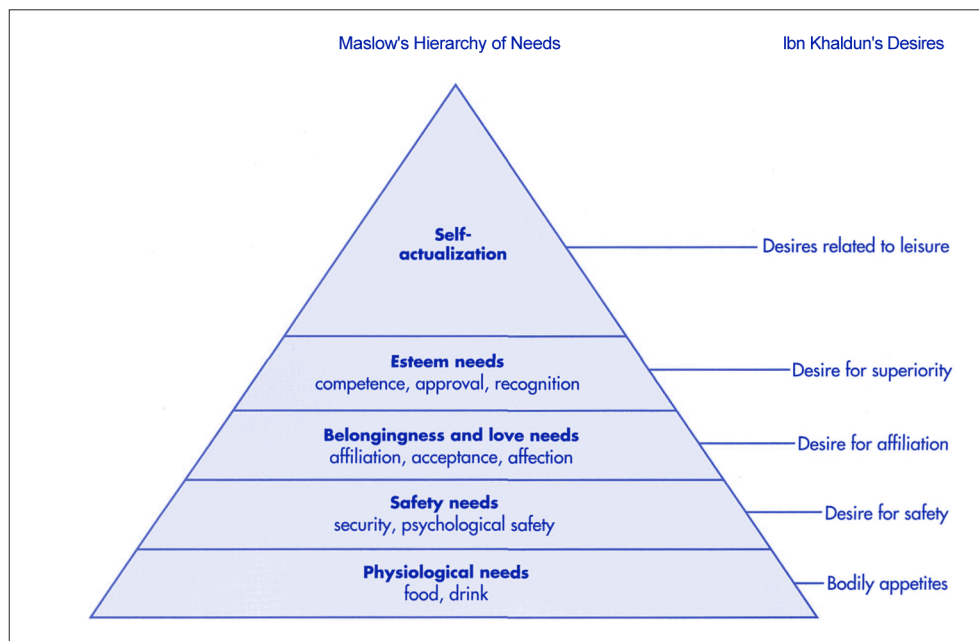 Maslow's Hierarchy of Needs
Ibn Khaldun's Desires
Self-
actualization
Desires related to leisure
Esteem needs
competence, approval, recognition
Desire for superiority
Belongingness and love needs
affiliation, acceptance, affection
Desire for affiliation
Safety needs
security, psychological safety
Desire for safety
Physiological needs
food, drink
Bodily appetites